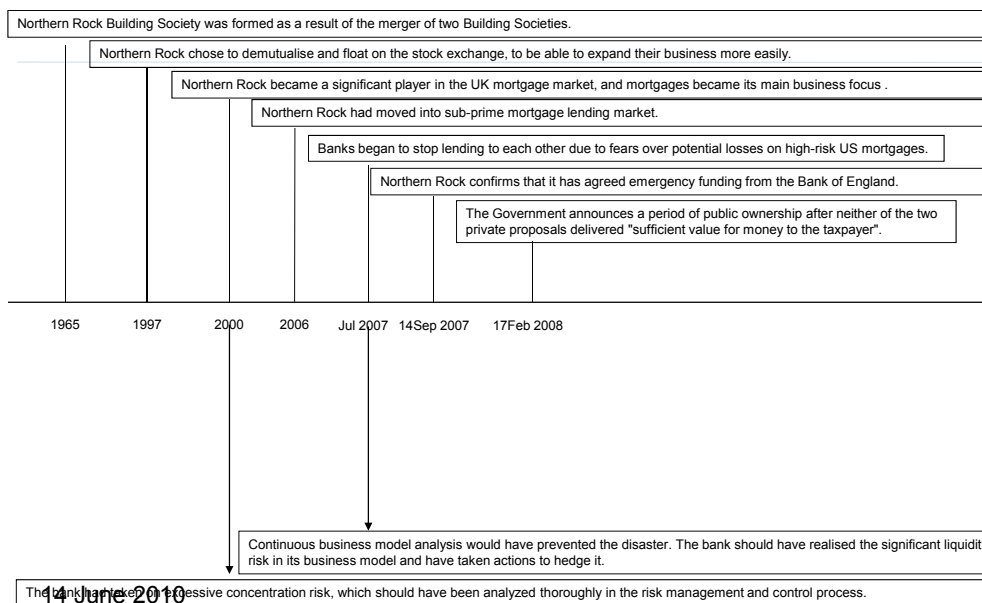 Northern Rock Building Society was formed as a result of the merger of two Building Societies.
Northern Rock chose to demutualise and float on the stock exchange, to be able to expand their business more easily.
Northern Rock became a significant player in the UK mortgage market, and mortgages became its main business focus .
Northern Rock had moved into sub-prime mortgage lending market.
Banks began to stop lending to each other due to fears over potential losses on high-risk US mortgages.
Northern Rock confirms that it has agreed emergency funding from the Bank of England.
The Government announces a period of public ownership after neither of the two
private proposals delivered "sufficient value for money to the taxpayer".
1965 1997 2000 2006 Jul 2007 14Sep 2007 17Feb 2008
Continuous business model analysis would have prevented the disaster. The bank should have realised the significant liquidit
risk in its business model and have taken actions to hedge it.
The bank had taken on excessive concentration risk, which should have been analyzed thoroughly in the risk management and control process.
14 June 2010